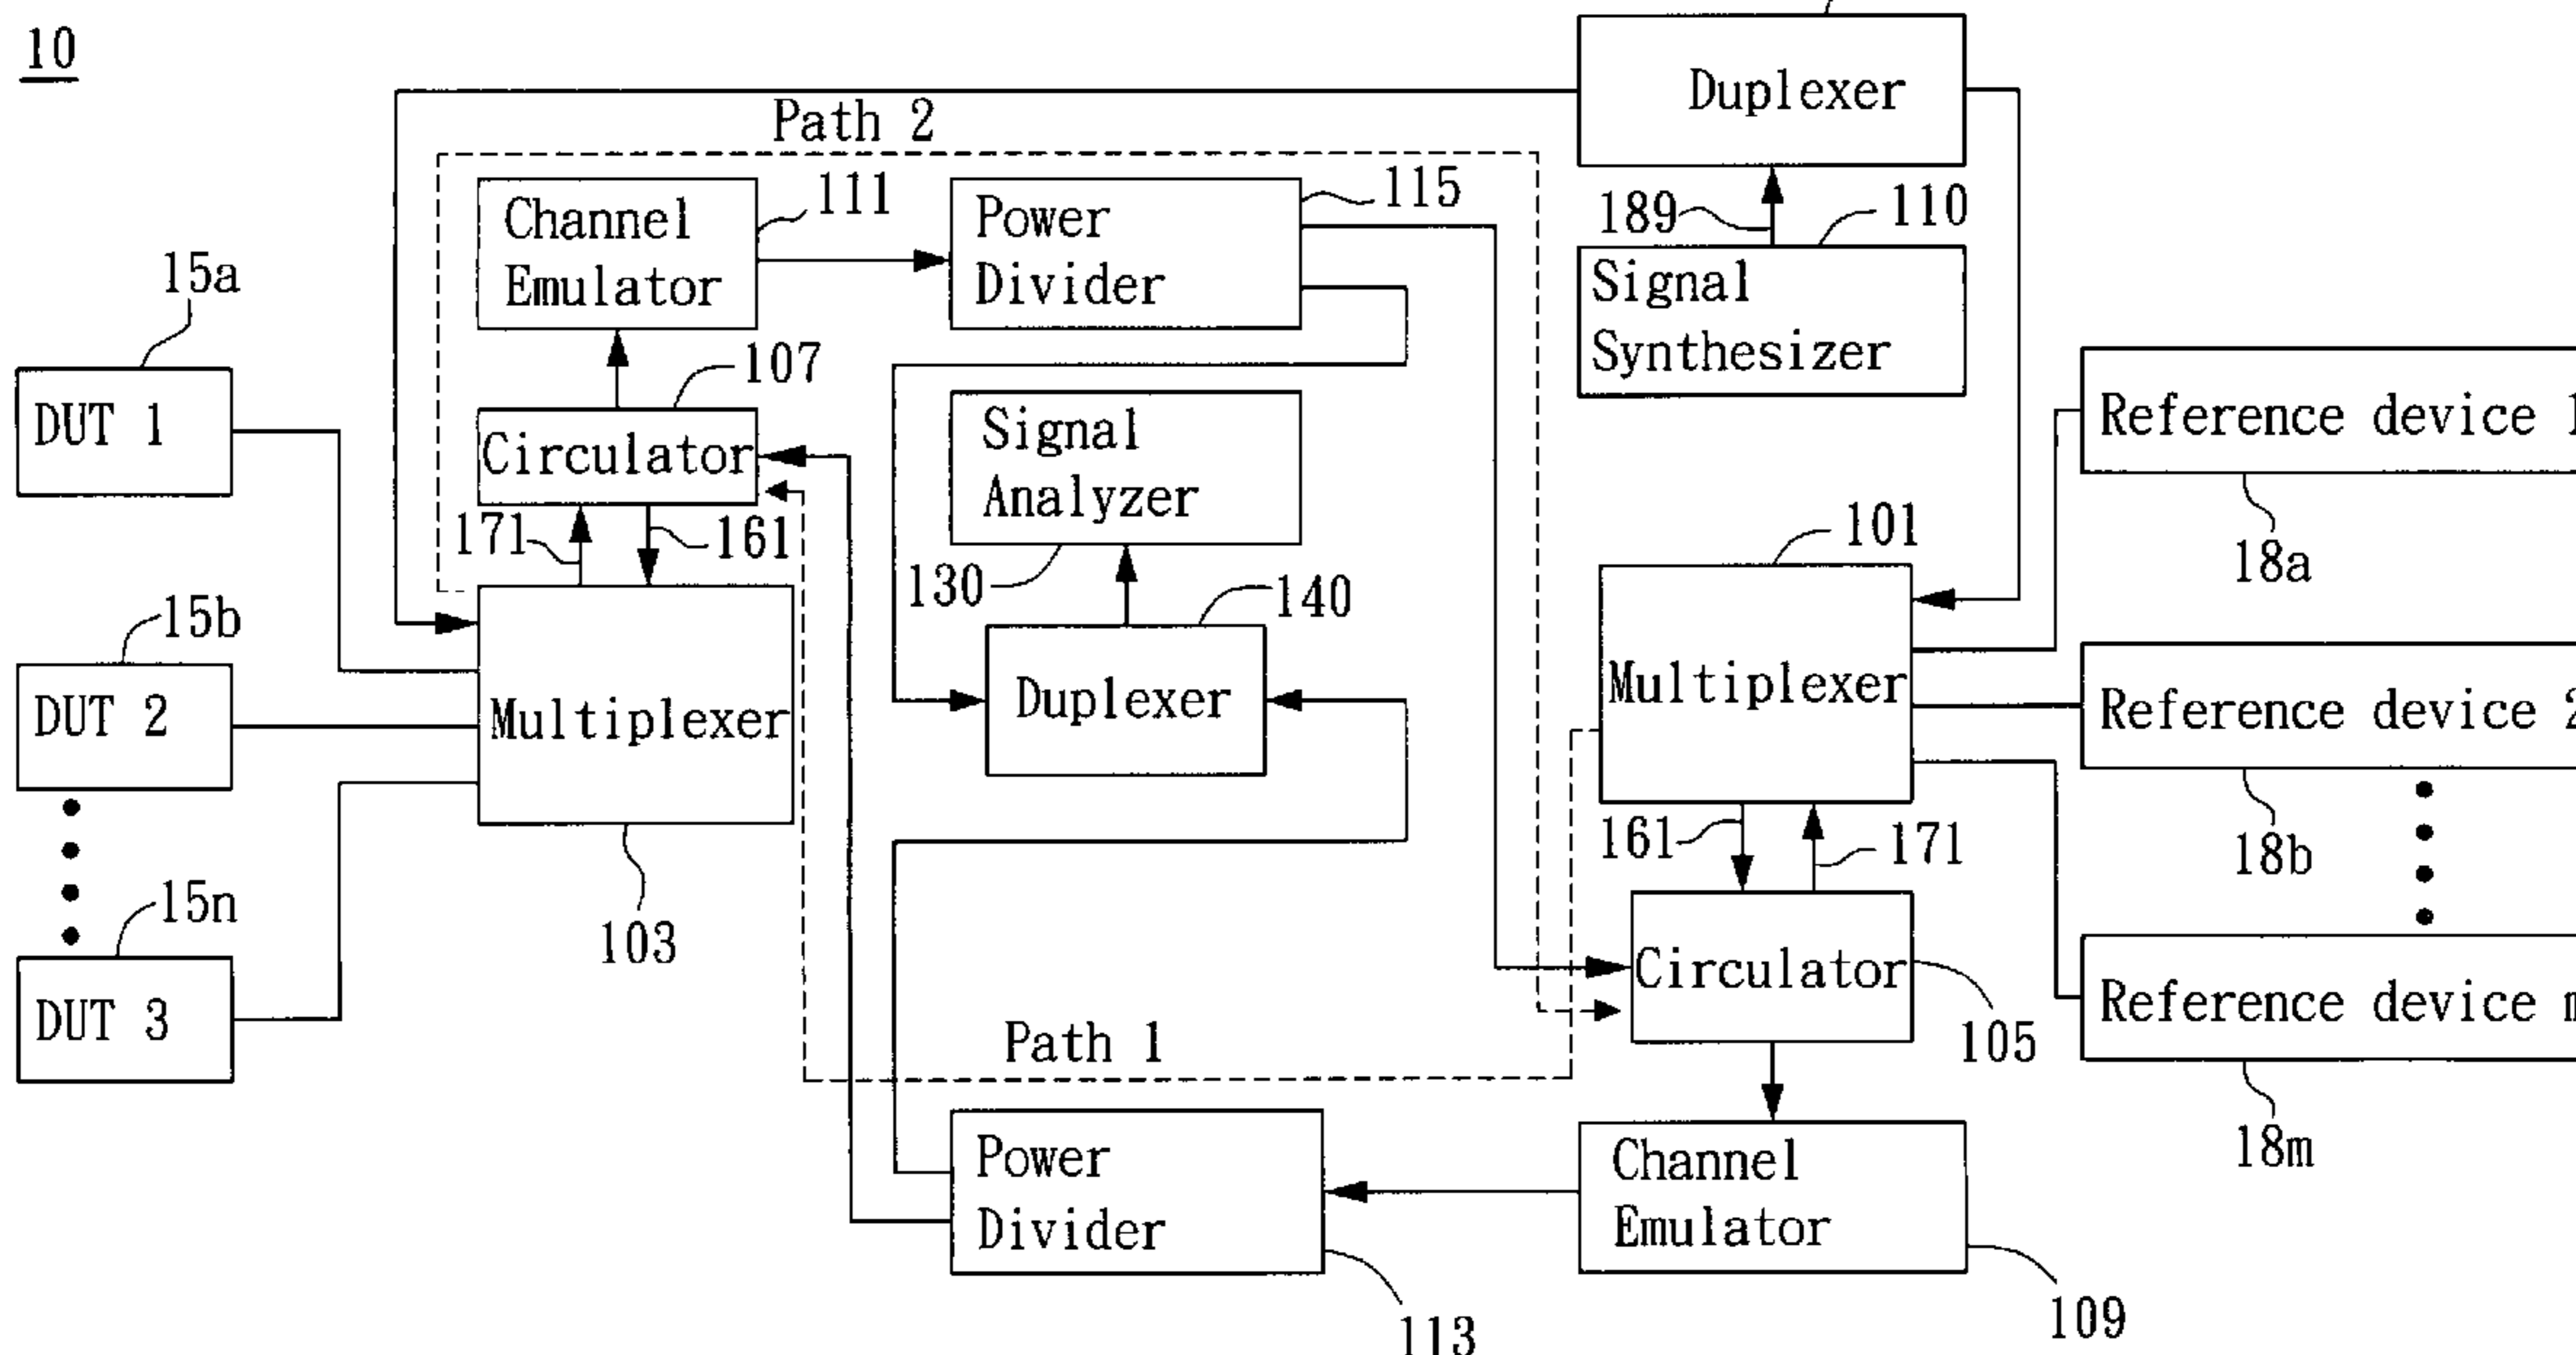 10
Duplexer
Path 2
Channel
Emulator
111
Power
Divider
115
189
110
Signal
Synthesizer
15a
DUT 1
107
Circulator
Signal
Analyzer
Reference device 1
171
161
101
18a
130
140
15b
DUT 2
Multiplexer
Duplexer
Multiplexer
Reference device 2
161
171
18b
15n
103
DUT 3
Circulator
Reference device
Path 1
105
Power
Divider
Channel
Emulator
18m
113
109